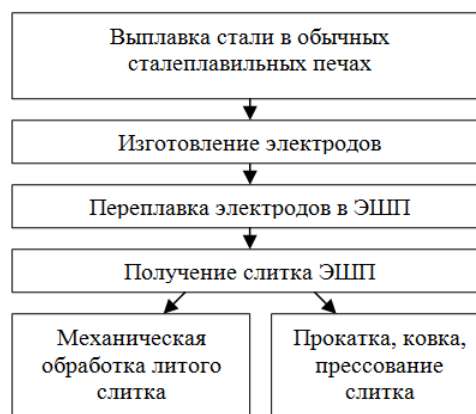 Выплавка стали в обычных
сталеплавильных печах
Изготовление электродов
Переплавка электродов в ЭШП
Получение слитка ЭШП
Механическая
обработка литого
слитка
Прокатка, ковка,
прессование
слитка